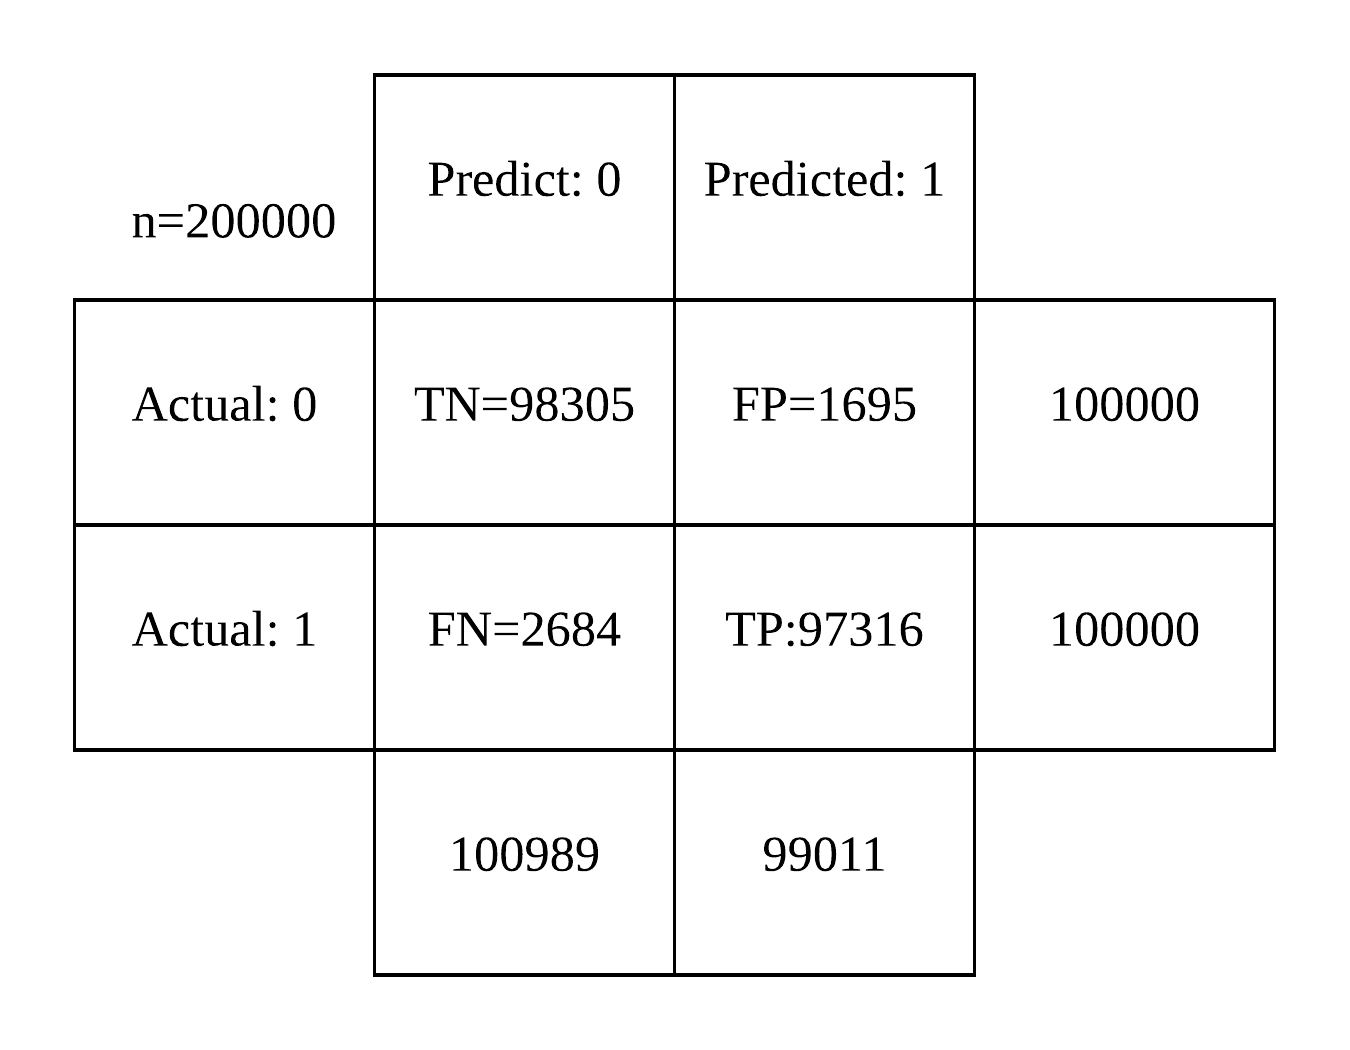 Predict: 0
Predicted: 1
n=200000
Actual: 0
TN=98305
FP=1695
100000
Actual: 1
FN=2684
TP:97316
100000
100989
99011